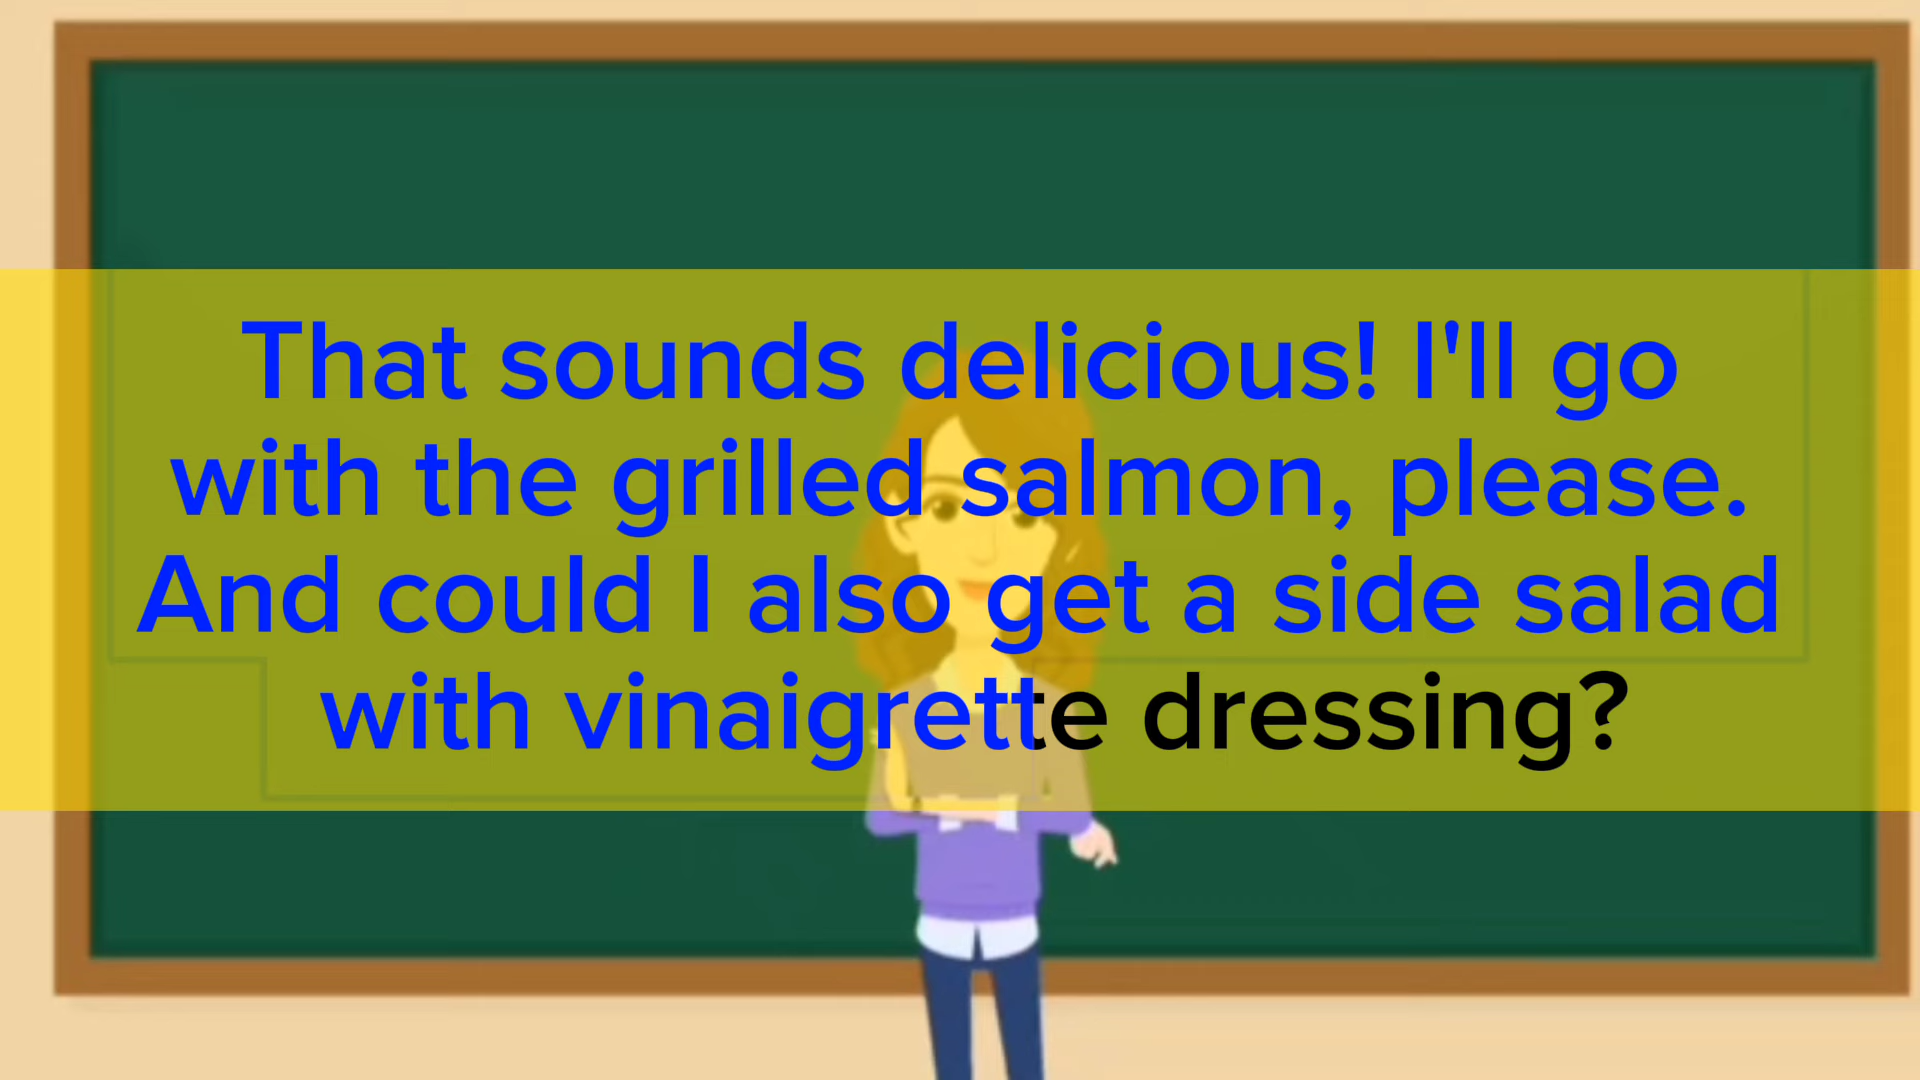 That sounds delicious! I'll go
with the grilled salmon, please.
And could I also get a side salad
with vinaigrette dressing?